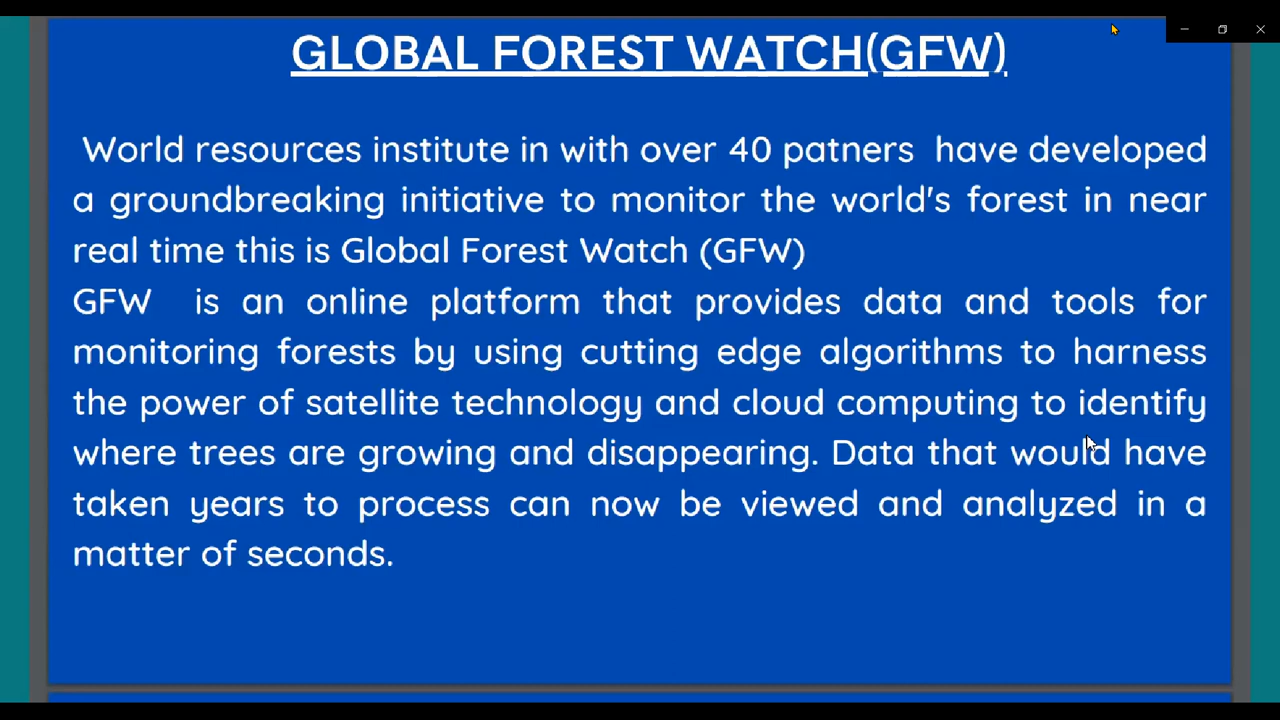 GLOBAL FOREST WATCH(GFW)
World resources institute in with over 40 patners have developed
a groundbreaking initiative to monitor the world's forest in near
real time this is Global Forest Watch (GFW)
GFW is an online platform that provides data and tools for
monitoring forests by using cutting edge algorithms to harness
the power of satellite technology and cloud computing to identify
where trees are growing and disappearing. Data that would have
taken years to process can now be viewed and analyzed in a
matter of seconds.